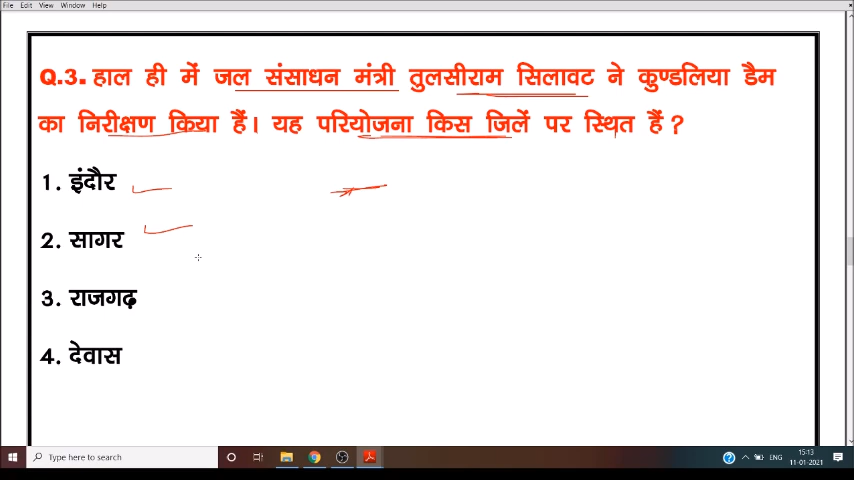 File Edit View Window Help
Q.3. हाल ही में जल संसाधन मंत्री तुलसीराम सिलावट ने कुण्डलिया डैम
का निरीक्षण किया हैं। यह परियोजना किस जिलें पर स्थित हैं ?
1. इंदौर
2. सागर
3. राजगढ़
4. देवास
Type here to search
ENG
15:13
11-01-2021